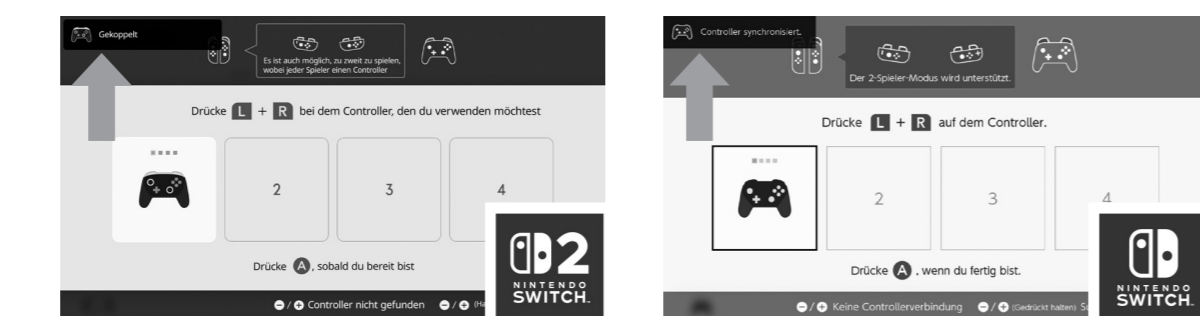 Gekoppelt
Es ist auch möglich, zu zweit zu spielen,
wobei jeder Spieler einen Controller
Drücke L + R bei dem Controller, den du verwenden möchtest
2
3
4
Drücke A, sobald du bereit bist
Controller nicht gefunden
2
NINTENDO
SWITCH
Controller synchronisiert.
Der 2-Spieler-Modus wird unterstützt.
Drücke L + R auf dem Controller.
2
3
4
Drücke A, wenn du fertig bist.
Keine Controllerverbindung (Gedrückt halten)
NINTENDO
SWITCH